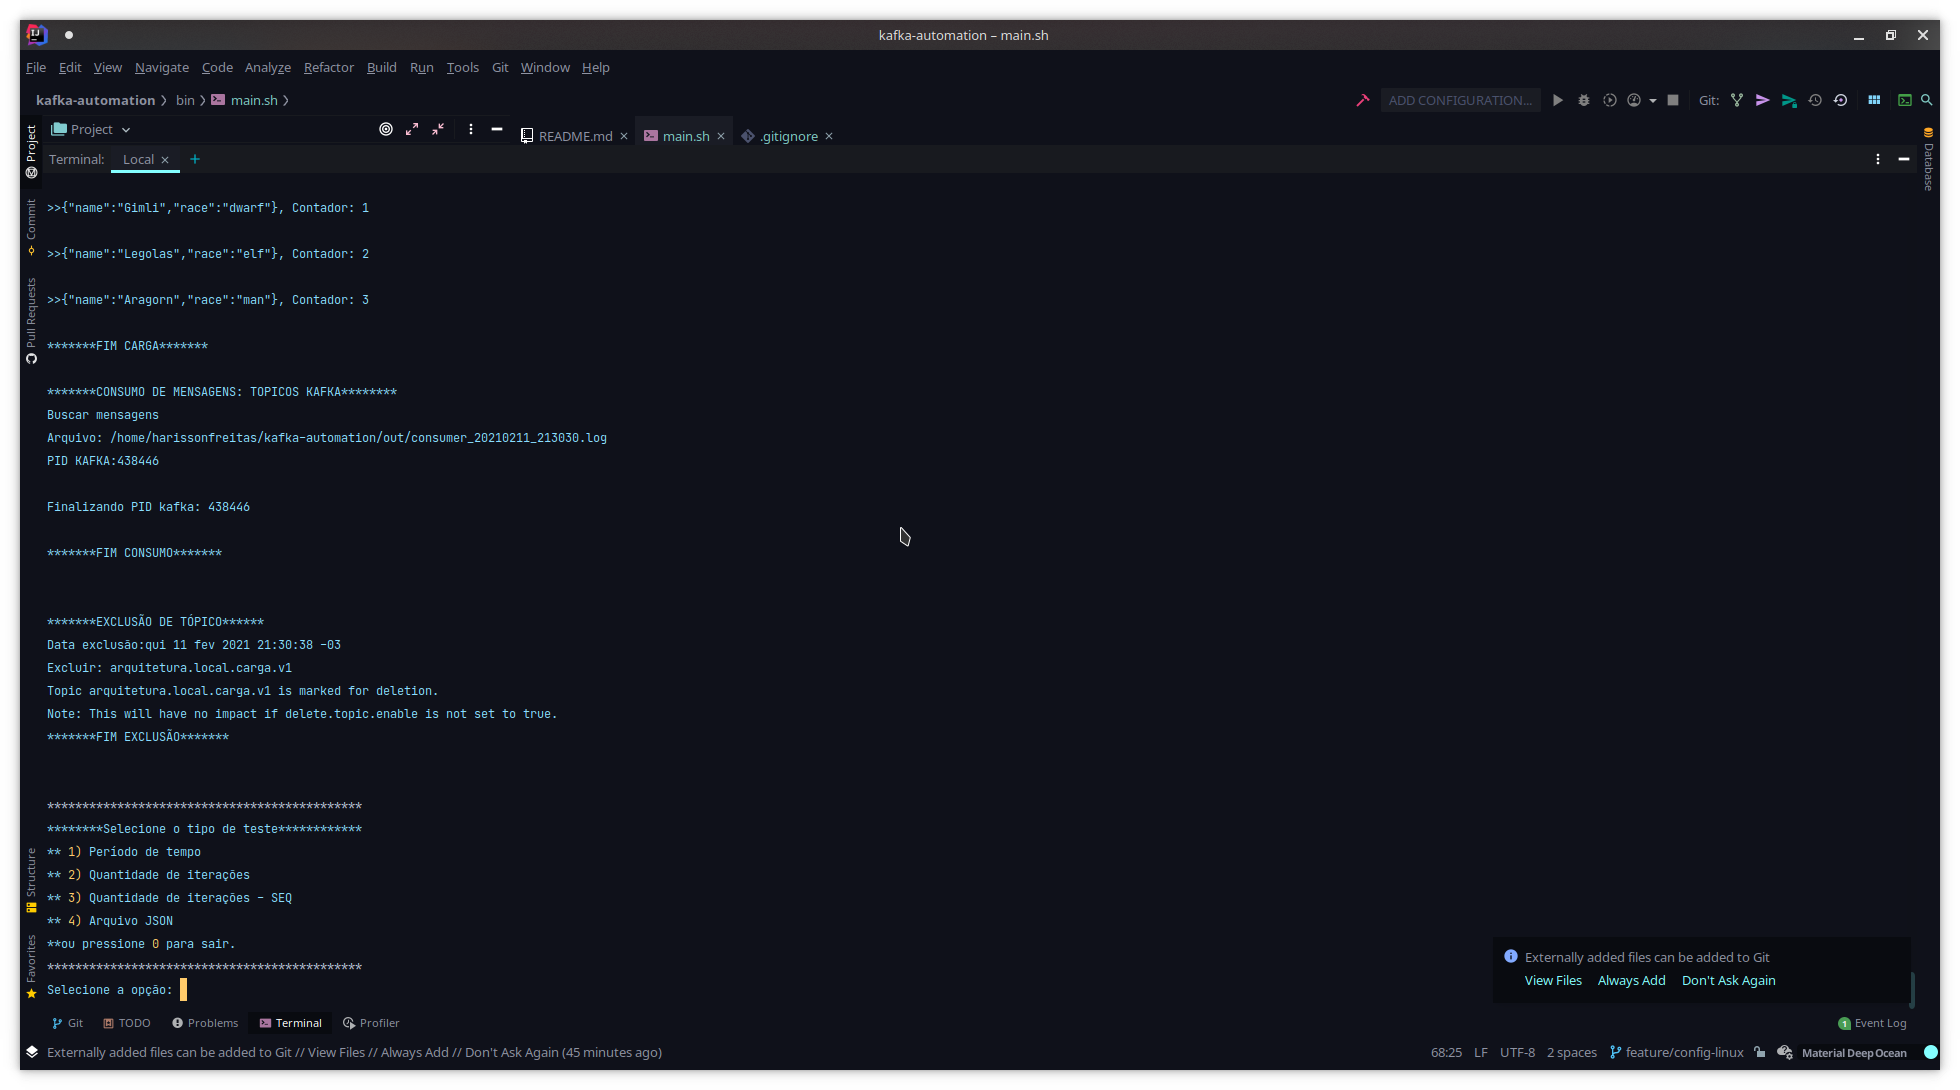 kafka-automation – main.sh
File Edit View Navigate Code Analyze Refactor Build Run Tools Git Window Help
kafka-automation bin main.sh
ADD CONFIGURATION... Git:
Project
README.md main.sh .gitignore
Terminal: Local
>>{"name":"Gimli","race":"dwarf"}, Contador: 1
>>{"name":"Legolas","race":"elf"}, Contador: 2
>>{"name":"Aragorn","race":"man"}, Contador: 3
*******FIM CARGA*******
*******CONSUMO DE MENSAGENS: TOPICOS KAFKA********
Buscar mensagens
Arquivo: /home/harissonfreitas/kafka-automation/out/consumer_20210211_213030.log
PID KAFKA:438446
Finalizando PID kafka: 438446
*******FIM CONSUMO*******
*******EXCLUSÃO DE TÓPICO******
Data exclusão:qui 11 fev 2021 21:30:38 -03
Excluir: arquitetura.local.carga.v1
Topic arquitetura.local.carga.v1 is marked for deletion.
Note: This will have no impact if delete.topic.enable is not set to true.
*******FIM EXCLUSÃO*******
*********************************************
********Selecione o tipo de teste************
** 1) Período de tempo
** 2) Quantidade de iterações
** 3) Quantidade de iterações - SEQ
** 4) Arquivo JSON
**ou pressione 0 para sair.
*********************************************
Selecione a opção:
Project
Commit
Pull Requests
Structure
Favorites
Database
Externally added files can be added to Git
View Files Always Add Don't Ask Again
Git TODO Problems Terminal Profiler
1 Event Log
Externally added files can be added to Git // View Files // Always Add // Don't Ask Again (45 minutes ago)
68:25 LF UTF-8 2 spaces feature/config-linux Material Deep Ocean